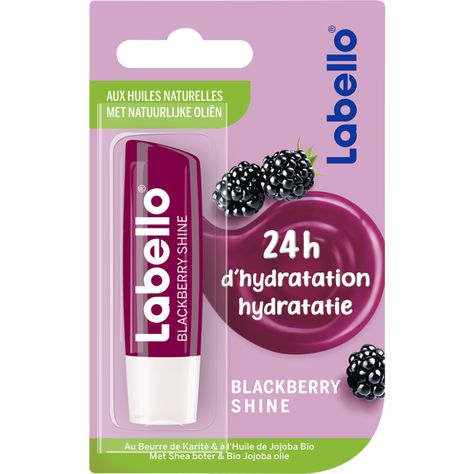 AUX HUILES NATURELLES
MET NATUURLIJKE OLIËN
Labello®
Labello®
BLACKBERRY SHINE
24h
d'hydratation
hydratatie
BLACKBERRY
SHINE
Au Beurre de Karité & à l'Huile de Jojoba Bio
Met Shea boter & Bio Jojoba olie